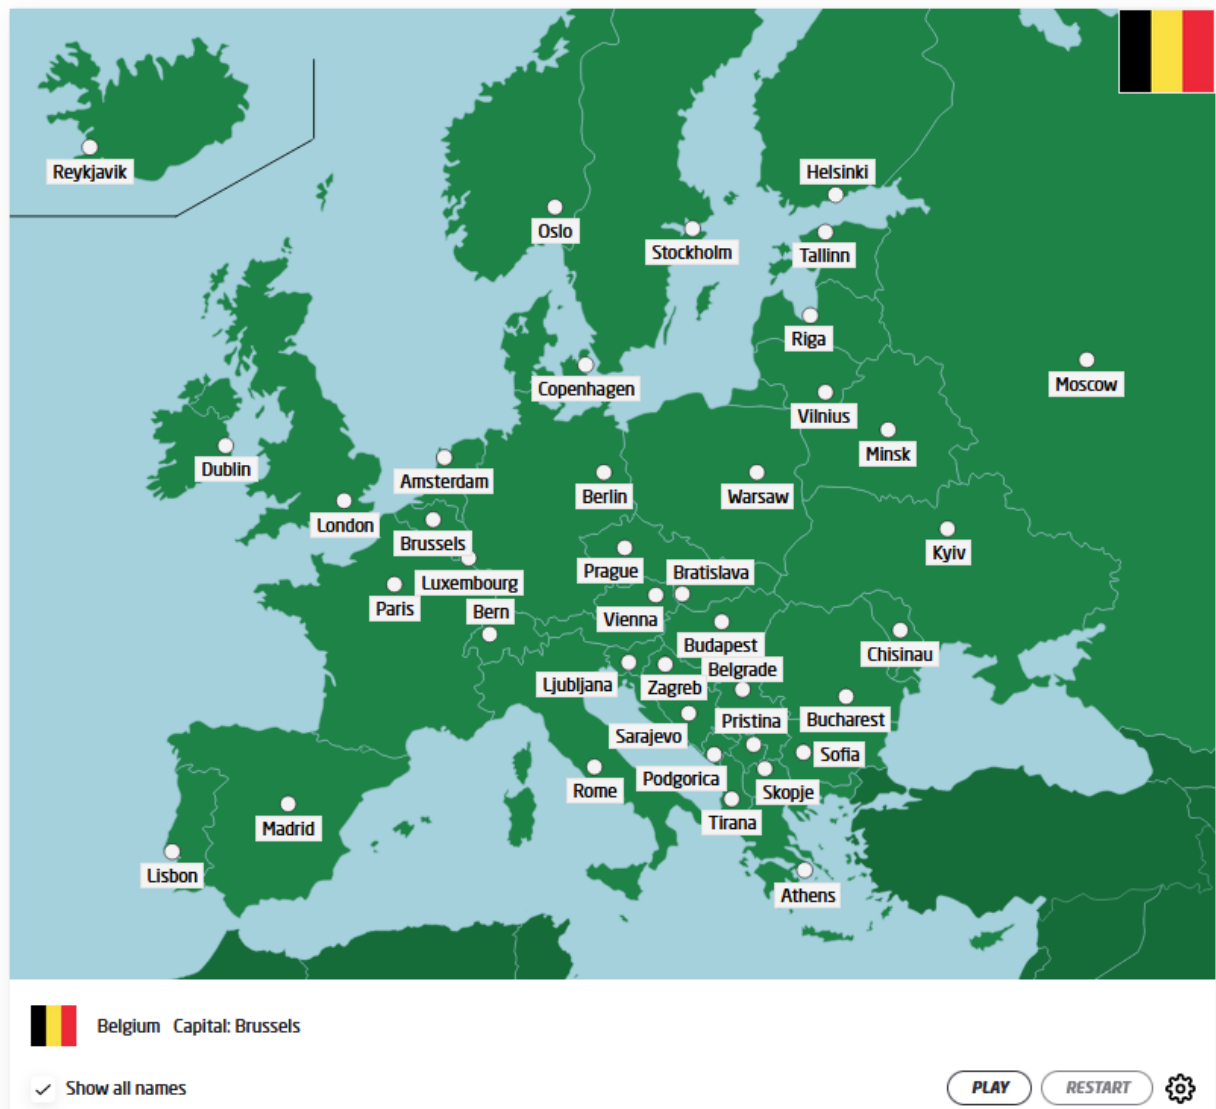 Reykjavik
Helsinki
Oslo
Stockholm
Tallinn
Riga
Moscow
Copenhagen
Vilnius
Minsk
Dublin
Amsterdam
Berlin
Warsaw
London
Brussels
Kyiv
Prague
Bratislava
Luxembourg
Paris
Bern
Vienna
Budapest
Chisinau
Belgrade
Ljubljana
Zagreb
Pristina
Bucharest
Sarajevo
Sofia
Podgorica
Rome
Skopje
Tirana
Madrid
Lisbon
Athens
Belgium Capital: Brussels
Show all names
PLAY
RESTART